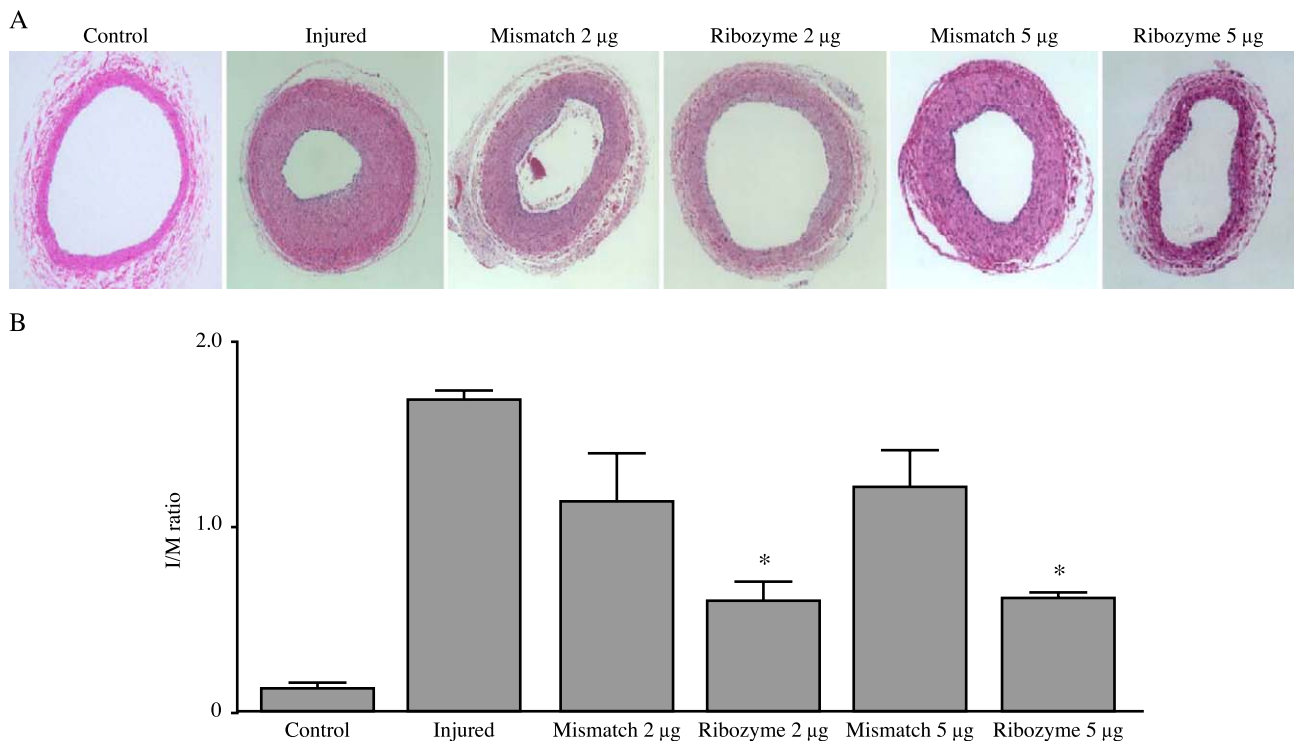 A
Control Injured Mismatch 2 µg Ribozyme 2 µg Mismatch 5 µg Ribozyme 5 µg
B
2.0
1.0
0
I/M ratio
* *
Control Injured Mismatch 2 µg Ribozyme 2 µg Mismatch 5 µg Ribozyme 5 µg